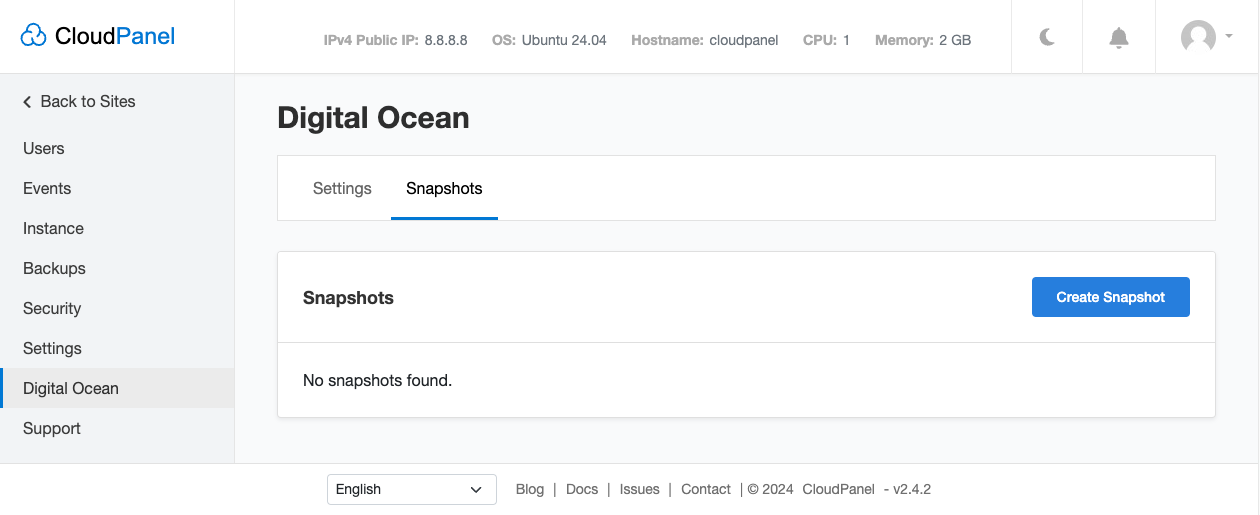 CloudPanel
IPv4 Public IP: 8.8.8.8 OS: Ubuntu 24.04 Hostname: cloudpanel CPU: 1 Memory: 2 GB
Back to Sites
Users
Events
Instance
Backups
Security
Settings
Digital Ocean
Support
Digital Ocean
Settings Snapshots
Snapshots
Create Snapshot
No snapshots found.
English
Blog | Docs | Issues | Contact | © 2024 CloudPanel - v2.4.2